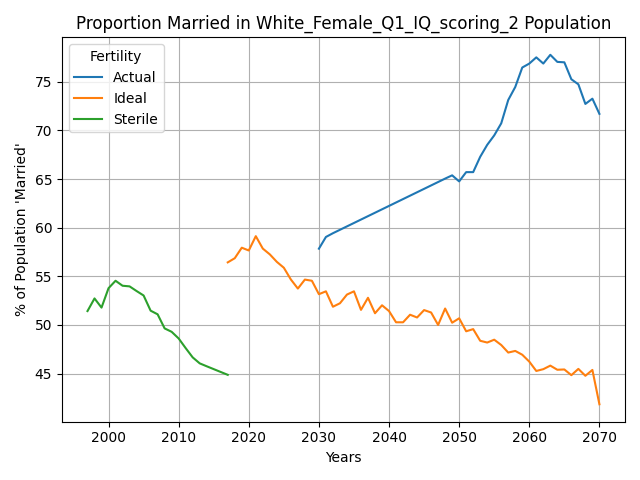 Proportion Married in White_Female_Q1_IQ_scoring_2 Population
Fertility
Actual
Ideal
Sterile
% of Population 'Married'
75
70
65
60
55
50
45
2000 2010 2020 2030 2040 2050 2060 2070
Years